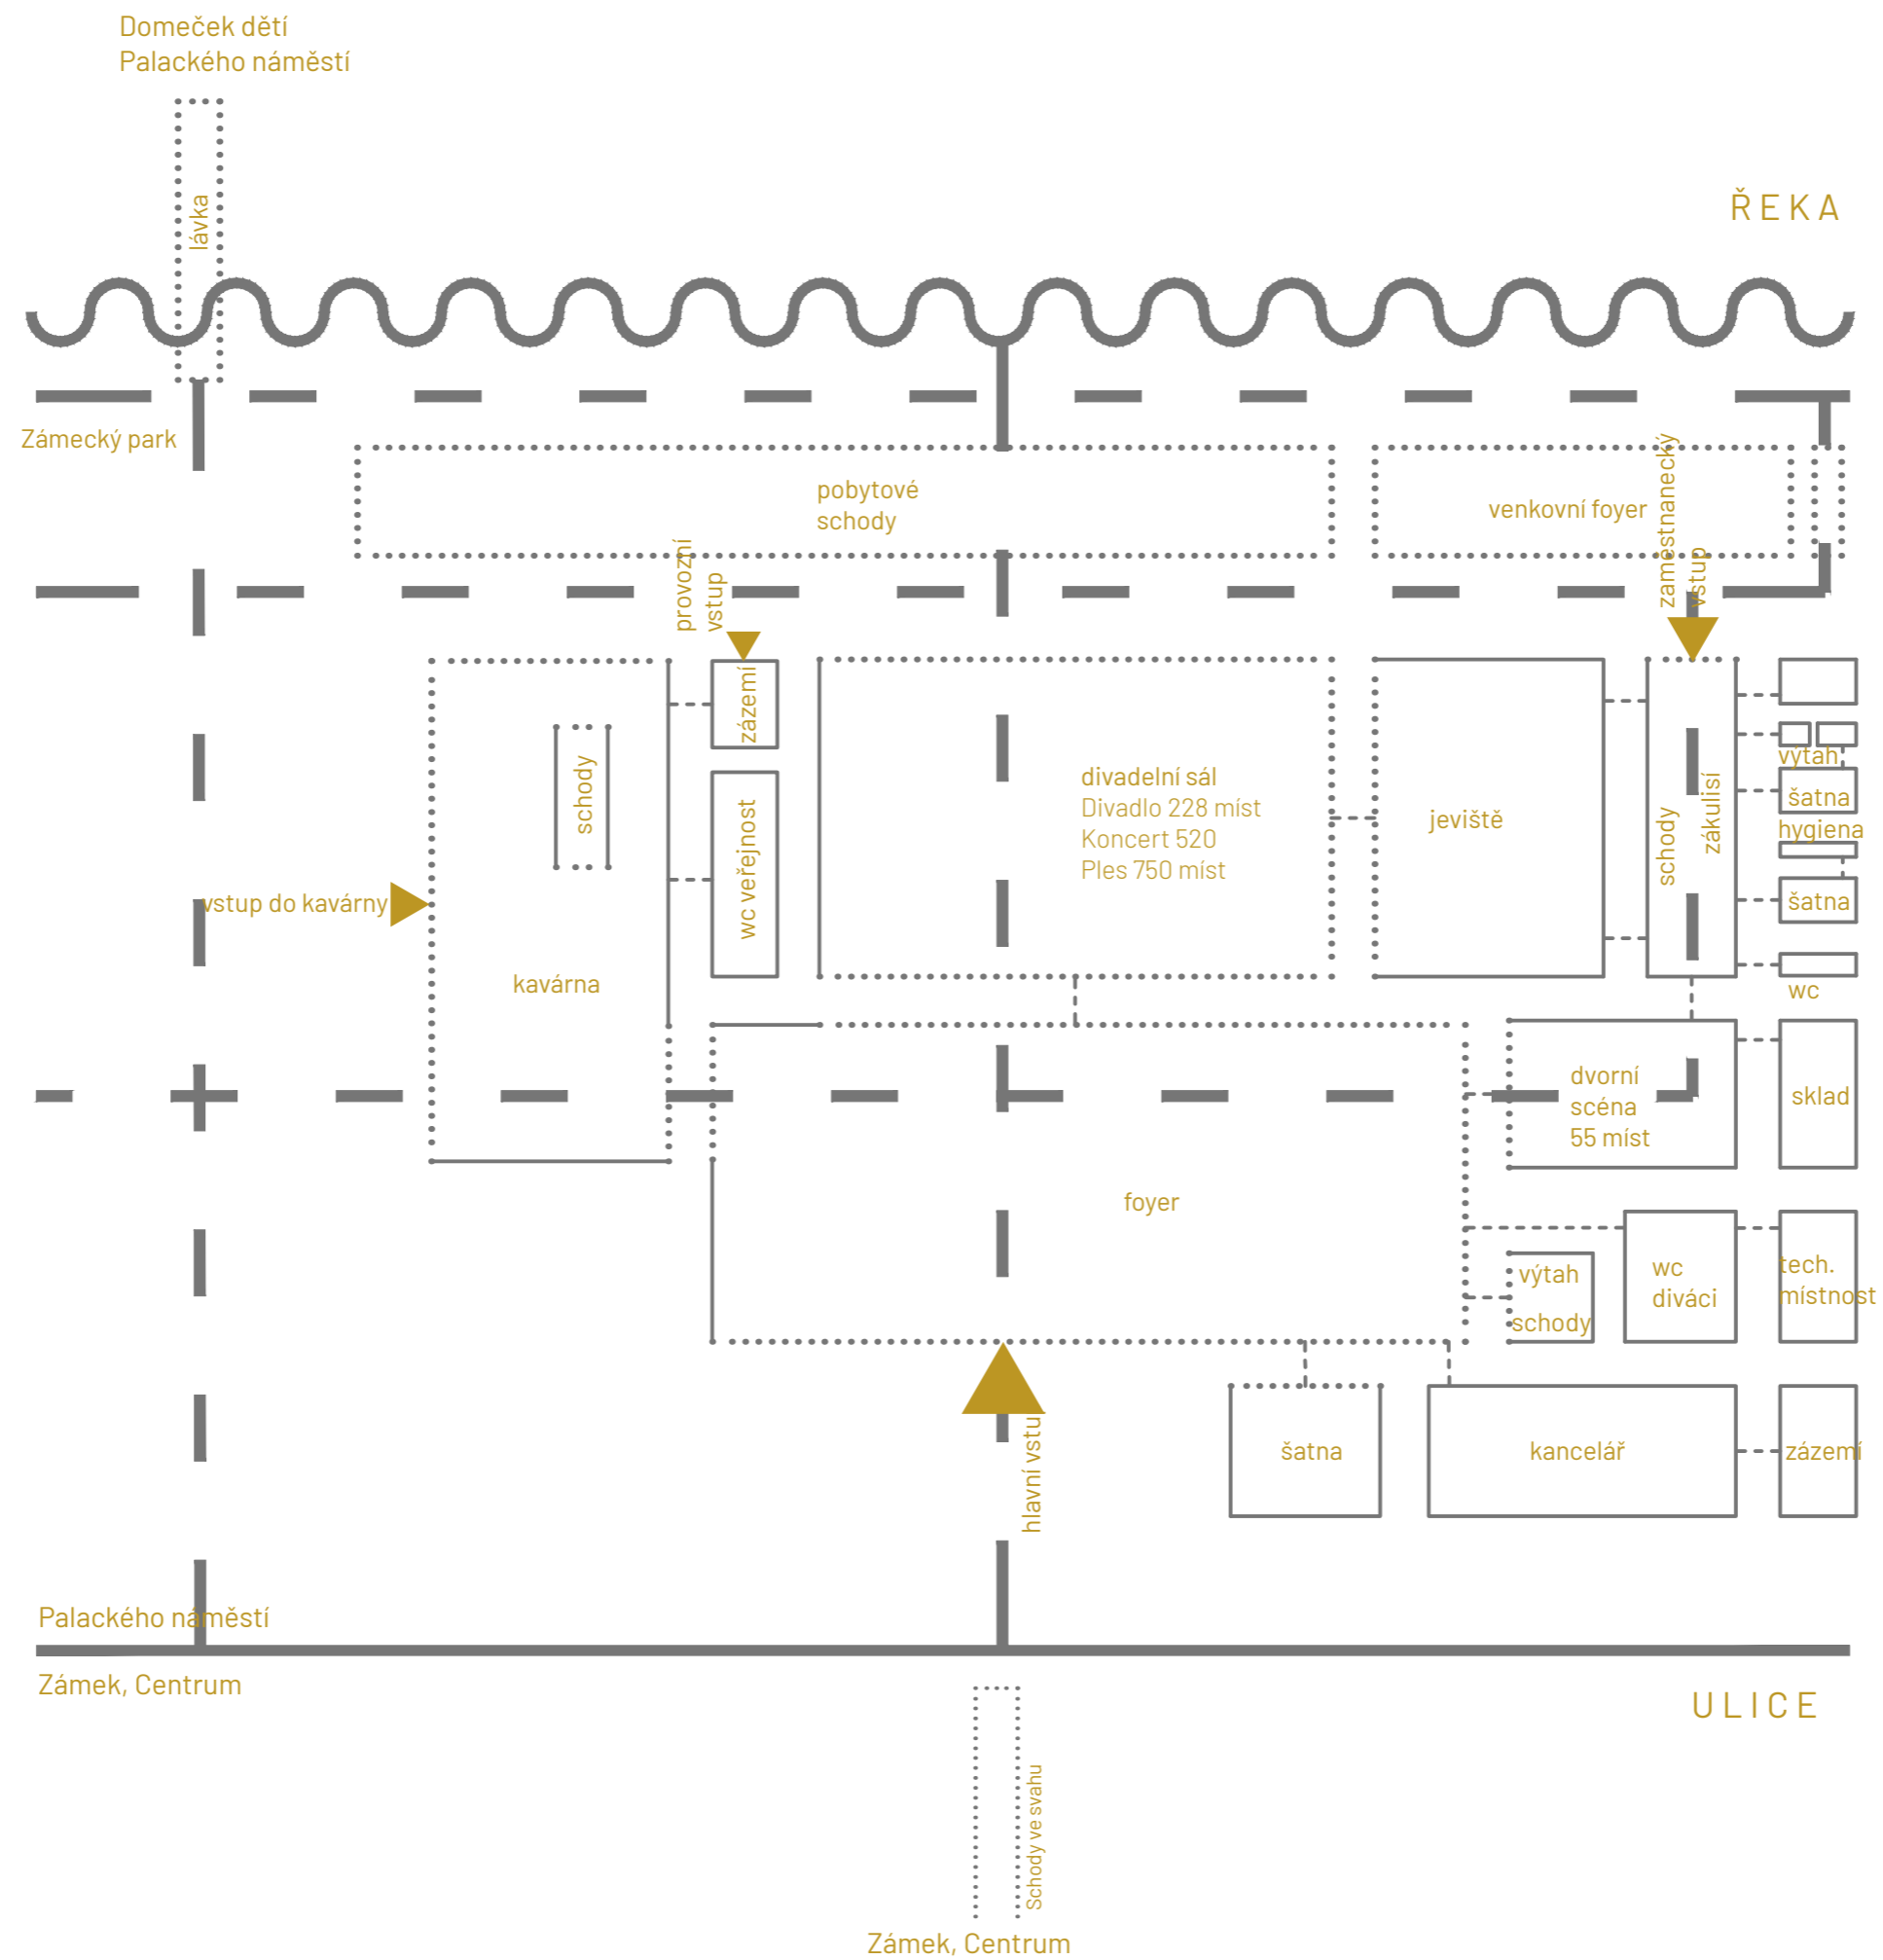 Domeček dětí
Palackého náměstí
lávka
ŘEKA
Zámecký park
pobytové
schody
venkovní foyer
zamestnanecký
vstup
provozní
vstup
zázemí
schody
wc veřejnost
vstup do kavárny
kavárna
divadelní sál
Divadlo 228 míst
Koncert 520
Ples 750 míst
jeviště
schody
zákulisí
výtah
šatna
hygiena
šatna
wc
dvorní
scéna
55 míst
sklad
foyer
výtah
schody
wc
diváci
tech.
místnost
hlavní vstu
šatna
kancelář
zázemí
Palackého náměstí
Zámek, Centrum
ULICE
Schody ve svahu
Zámek, Centrum